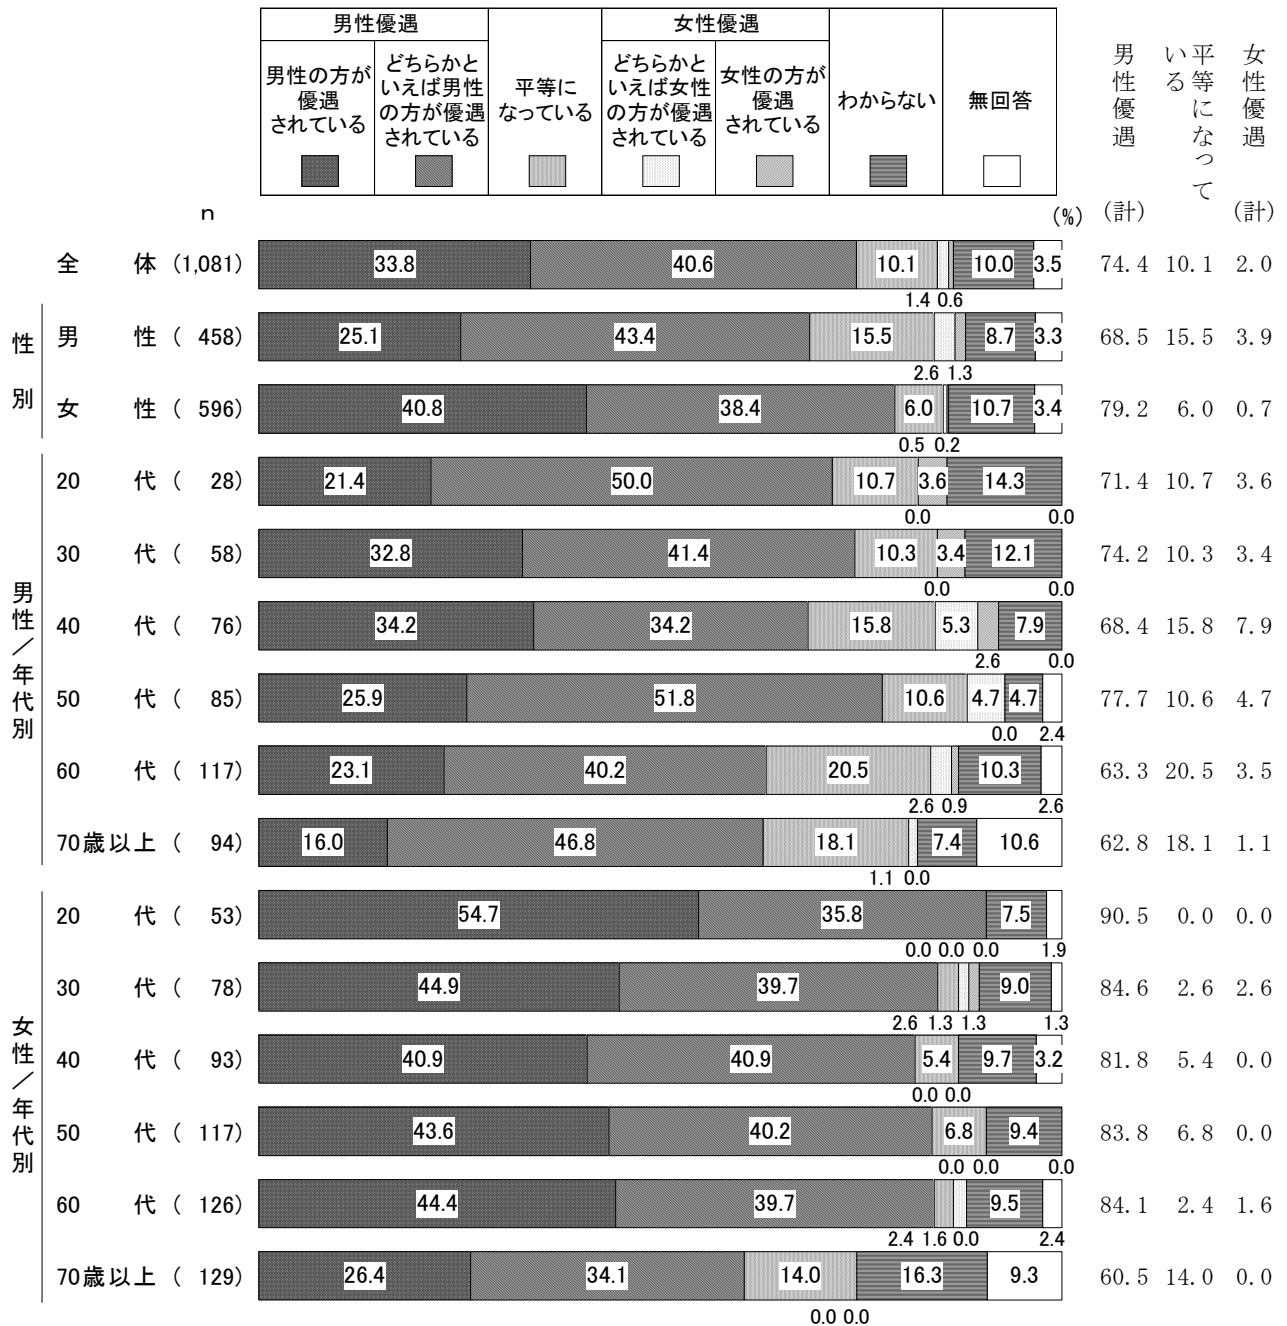 男性優遇
女性優遇
男性の方が
優遇
されている
どちらかと
いえば男性
の方が優遇
されている
平等に
なっている
どちらかと
いえば女性
の方が優遇
されている
女性の方が
優遇
されている
わからない
無回答
男性優遇
平等になって
いる
女性優遇
n
(%) (計) (計)
全体 (1,081) 33.8 40.6 10.1 10.0 3.5 74.4 10.1 2.0
1.4 0.6
性別
男性 ( 458) 25.1 43.4 15.5 8.7 3.3 68.5 15.5 3.9
2.6 1.3
女性 ( 596) 40.8 38.4 6.0 10.7 3.4 79.2 6.0 0.7
0.5 0.2
男性/年代別
20代 ( 28) 21.4 50.0 10.7 3.6 14.3 71.4 10.7 3.6
0.0 0.0
30代 ( 58) 32.8 41.4 10.3 3.4 12.1 74.2 10.3 3.4
0.0 0.0
40代 ( 76) 34.2 34.2 15.8 5.3 7.9 68.4 15.8 7.9
2.6 0.0
50代 ( 85) 25.9 51.8 10.6 4.7 4.7 77.7 10.6 4.7
0.0 2.4
60代 ( 117) 23.1 40.2 20.5 10.3 63.3 20.5 3.5
2.6 0.9 2.6
70歳以上 ( 94) 16.0 46.8 18.1 7.4 10.6 62.8 18.1 1.1
1.1 0.0
女性/年代別
20代 ( 53) 54.7 35.8 7.5 90.5 0.0 0.0
0.0 0.0 0.0 1.9
30代 ( 78) 44.9 39.7 9.0 84.6 2.6 2.6
2.6 1.3 1.3 1.3
40代 ( 93) 40.9 40.9 5.4 9.7 3.2 81.8 5.4 0.0
0.0 0.0
50代 ( 117) 43.6 40.2 6.8 9.4 83.8 6.8 0.0
0.0 0.0 0.0
60代 ( 126) 44.4 39.7 9.5 84.1 2.4 1.6
2.4 1.6 0.0 2.4
70歳以上 ( 129) 26.4 34.1 14.0 16.3 9.3 60.5 14.0 0.0
0.0 0.0